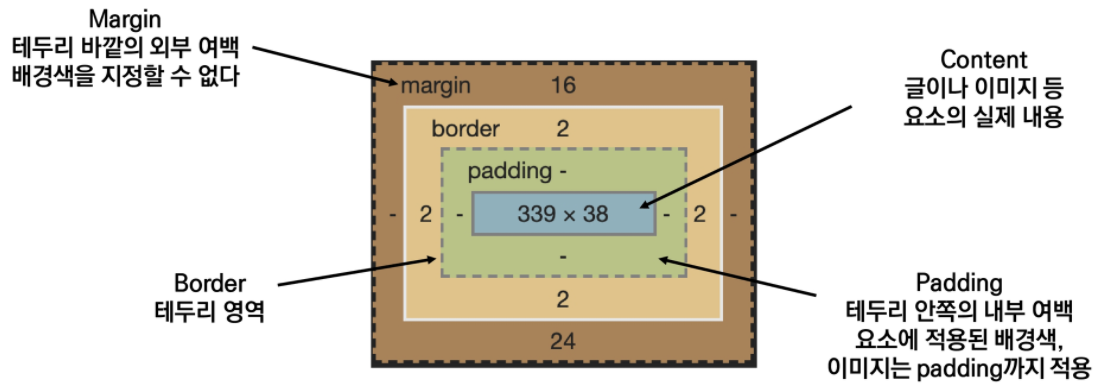 Margin
테두리 바깥의 외부 여백
배경색을 지정할 수 없다
Content
글이나 이미지 등
요소의 실제 내용
margin 16
border 2
padding -
- 2 - 339 × 38 - 2 -
-
2
24
Border
테두리 영역
Padding
테두리 안쪽의 내부 여백
요소에 적용된 배경색,
이미지는 padding까지 적용